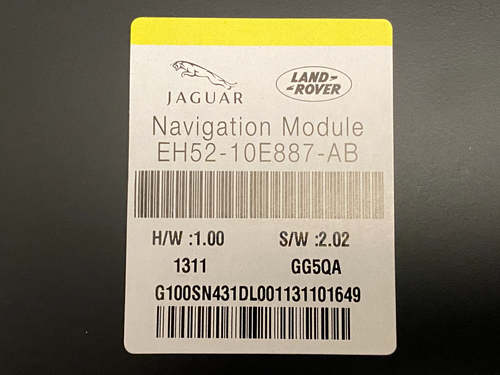 JAGUAR
LAND
ROVER
Navigation Module
EH52-10E887-AB
H/W :1.00 S/W :2.02
1311 GG5QA
G100SN431DL001131101649